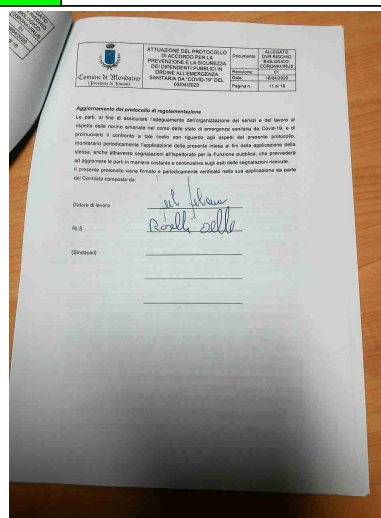 ATTUAZIONE DEL PROTOCOLLO
DI ACCORDO PER LA
PREVENZIONE E LA SICUREZZA
DEI DIPENDENTI PUBBLICI IN
ORDINE ALL'EMERGENZA
SANITARIA DA "COVID-19" DEL
03/04/2020
Documento
ALLEGATO
DVR RISCHIO
BIOLOGICO
CORONAVIRUS
Revisione:
01
Data:
18/04/2020
Pagina n.
11 di 18
Comune di Mondaino
(Provincia di Rimini)
Aggiornamento del protocollo di regolamentazione
Le parti, al fine di assicurare l'adeguamento dell'organizzazione dei servizi e del lavoro al
rispetto delle norme emanate nel corso dello stato di emergenza sanitaria da Covid-19, e di
promuovere il confronto a tale livello con riguardo agli aspetti del presente protocollo,
monitorano periodicamente l'applicazione della presente intesa ai fini della applicazione della
stessa, anche attraverso segnalazioni all'Ispettorato per la Funzione pubblica, che provvederà
ad aggiornare le parti in maniera costante e continuativa sugli esiti delle segnalazioni ricevute.
Il presente protocollo viene firmato e periodicamente verificato nella sua applicazione da parte
del Comitato composto da:
Datore di lavoro
RLS
(Sindacati)